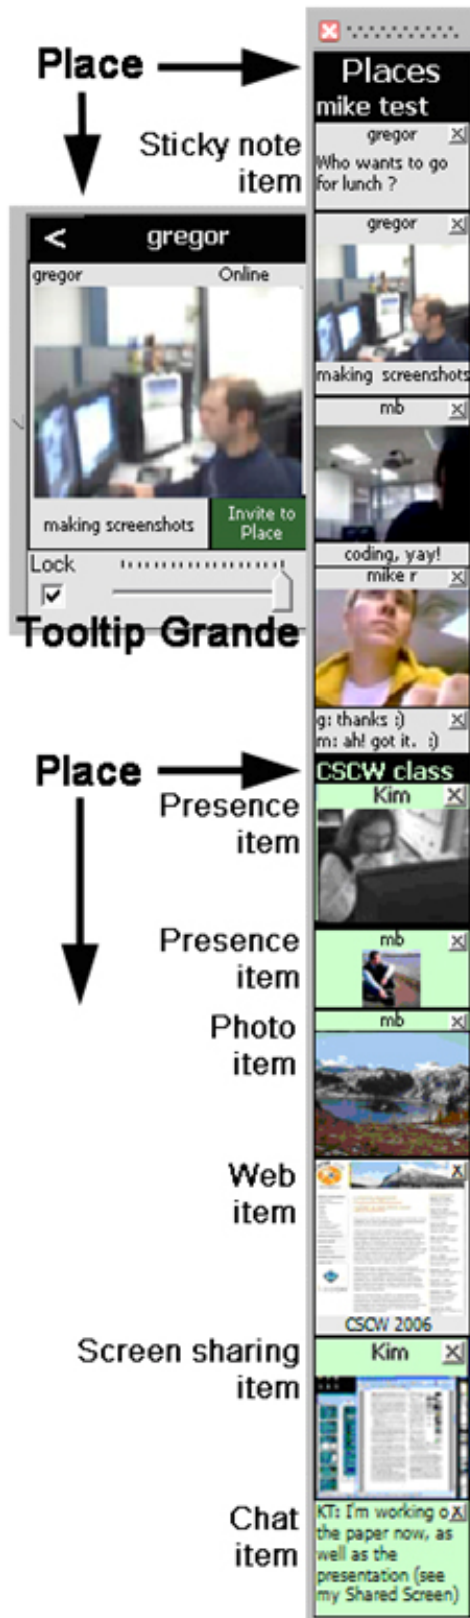 Place
Places
mike test
Sticky note
item
gregor
Who wants to go
for lunch ?
<
gregor
gregor
Online
making screenshots
Invite to
Place
Lock
Tooltip Grande
gregor
making screenshots
mb
coding, yay!
mike r
g: thanks :)
m: ah! got it. :)
Place
CSCW class
Presence
item
Kim
Presence
item
mb
Photo
item
mb
Web
item
CSCW 2006
Screen sharing
item
Kim
Chat
item
KT: I'm working o
the paper now, as
well as the
presentation (see
my Shared Screen)